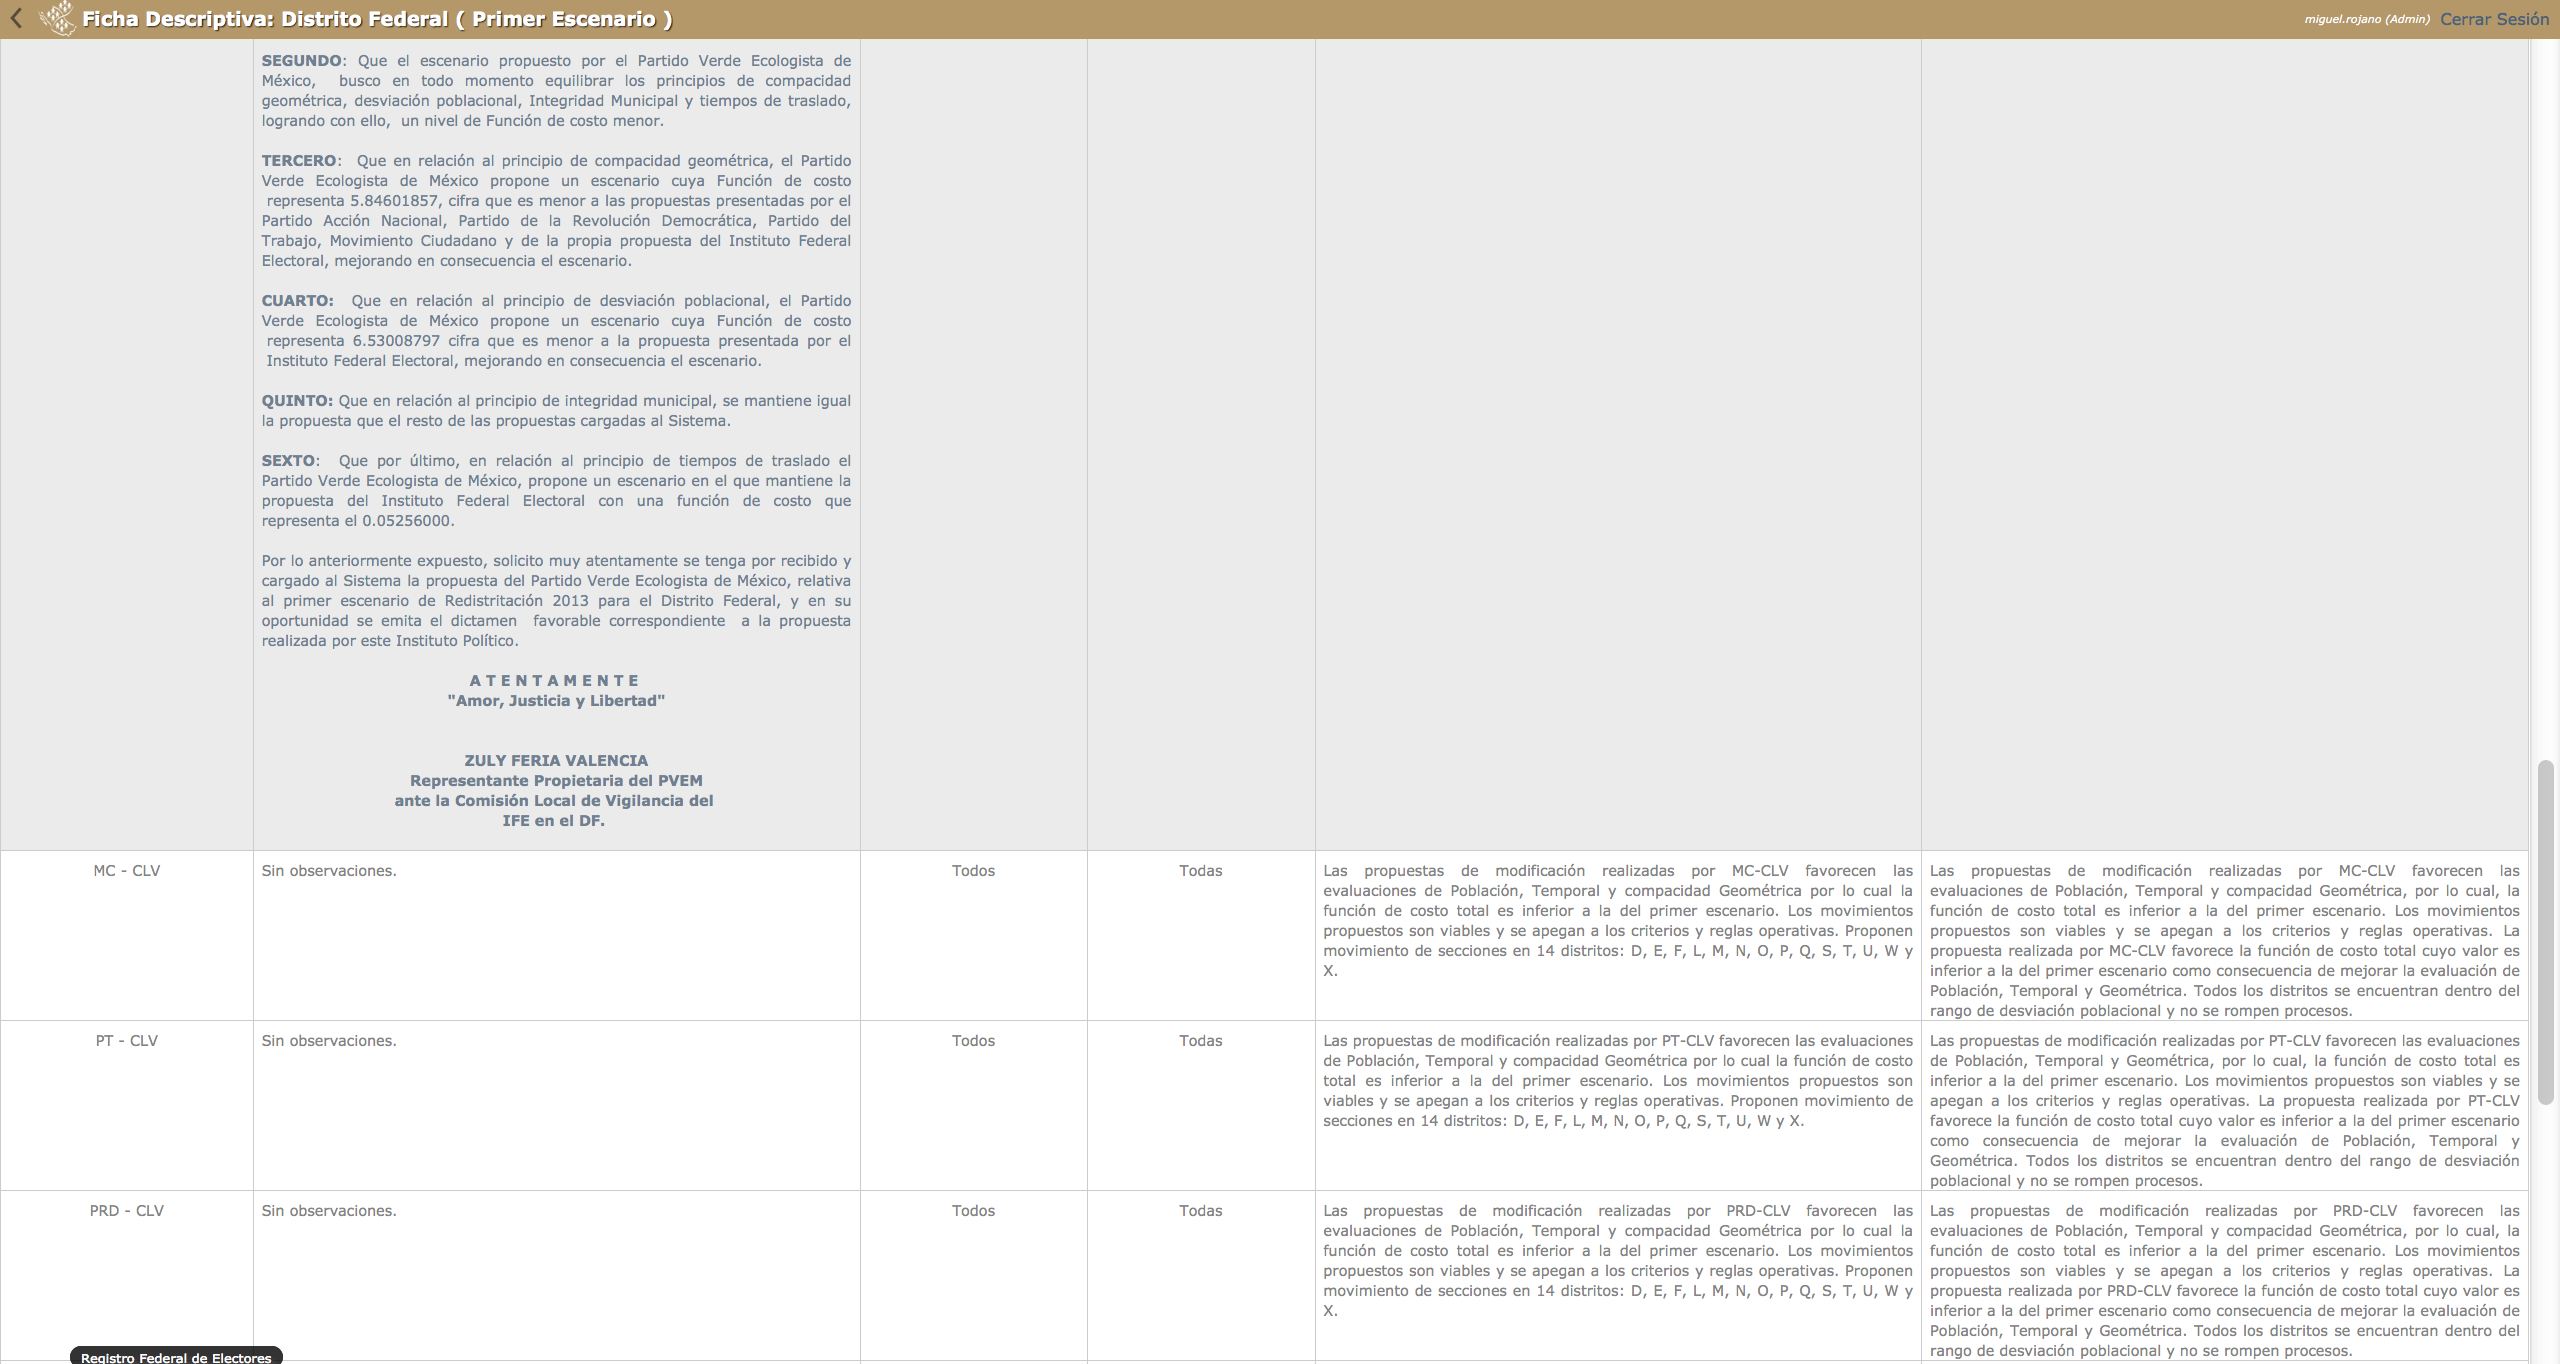 Ficha Descriptiva: Distrito Federal ( Primer Escenario )
miguel.rojano (Admin) Cerrar Sesión
SEGUNDO: Que el escenario propuesto por el Partido Verde Ecologista de
México, busco en todo momento equilibrar los principios de compacidad
geométrica, desviación poblacional, Integridad Municipal y tiempos de traslado,
logrando con ello, un nivel de Función de costo menor.
TERCERO: Que en relación al principio de compacidad geométrica, el Partido
Verde Ecologista de México propone un escenario cuya Función de costo
representa 5.84601857, cifra que es menor a las propuestas presentadas por el
Partido Acción Nacional, Partido de la Revolución Democrática, Partido del
Trabajo, Movimiento Ciudadano y de la propia propuesta del Instituto Federal
Electoral, mejorando en consecuencia el escenario.
CUARTO: Que en relación al principio de desviación poblacional, el Partido
Verde Ecologista de México propone un escenario cuya Función de costo
representa 6.53008797 cifra que es menor a la propuesta presentada por el
Instituto Federal Electoral, mejorando en consecuencia el escenario.
QUINTO: Que en relación al principio de integridad municipal, se mantiene igual
la propuesta que el resto de las propuestas cargadas al Sistema.
SEXTO: Que por último, en relación al principio de tiempos de traslado el
Partido Verde Ecologista de México, propone un escenario en el que mantiene la
propuesta del Instituto Federal Electoral con una función de costo que
representa el 0.05256000.
Por lo anteriormente expuesto, solicito muy atentamente se tenga por recibido y
cargado al Sistema la propuesta del Partido Verde Ecologista de México, relativa
al primer escenario de Redistritación 2013 para el Distrito Federal, y en su
oportunidad se emita el dictamen favorable correspondiente a la propuesta
realizada por este Instituto Político.
A T E N T A M E N T E
"Amor, Justicia y Libertad"
ZULY FERIA VALENCIA
Representante Propietaria del PVEM
ante la Comisión Local de Vigilancia del
IFE en el DF.
MC - CLV
Sin observaciones.
Todos
Todas
Las propuestas de modificación realizadas por MC-CLV favorecen las
evaluaciones de Población, Temporal y compacidad Geométrica por lo cual la
función de costo total es inferior a la del primer escenario. Los movimientos
propuestos son viables y se apegan a los criterios y reglas operativas. Proponen
movimiento de secciones en 14 distritos: D, E, F, L, M, N, O, P, Q, S, T, U, W y
X.
Las propuestas de modificación realizadas por MC-CLV favorecen las
evaluaciones de Población, Temporal y compacidad Geométrica, por lo cual, la
función de costo total es inferior a la del primer escenario. Los movimientos
propuestos son viables y se apegan a los criterios y reglas operativas. La
propuesta realizada por MC-CLV favorece la función de costo total cuyo valor es
inferior a la del primer escenario como consecuencia de mejorar la evaluación de
Población, Temporal y Geométrica. Todos los distritos se encuentran dentro del
rango de desviación poblacional y no se rompen procesos.
PT - CLV
Sin observaciones.
Todos
Todas
Las propuestas de modificación realizadas por PT-CLV favorecen las evaluaciones
de Población, Temporal y compacidad Geométrica por lo cual la función de costo
total es inferior a la del primer escenario. Los movimientos propuestos son
viables y se apegan a los criterios y reglas operativas. Proponen movimiento de
secciones en 14 distritos: D, E, F, L, M, N, O, P, Q, S, T, U, W y X.
Las propuestas de modificación realizadas por PT-CLV favorecen las evaluaciones
de Población, Temporal y Geométrica, por lo cual, la función de costo total es
inferior a la del primer escenario. Los movimientos propuestos son viables y se
apegan a los criterios y reglas operativas. La propuesta realizada por PT-CLV
favorece la función de costo total cuyo valor es inferior a la del primer escenario
como consecuencia de mejorar la evaluación de Población, Temporal y
Geométrica. Todos los distritos se encuentran dentro del rango de desviación
poblacional y no se rompen procesos.
PRD - CLV
Sin observaciones.
Todos
Todas
Las propuestas de modificación realizadas por PRD-CLV favorecen las
evaluaciones de Población, Temporal y compacidad Geométrica por lo cual la
función de costo total es inferior a la del primer escenario. Los movimientos
propuestos son viables y se apegan a los criterios y reglas operativas. Proponen
movimiento de secciones en 14 distritos: D, E, F, L, M, N, O, P, Q, S, T, U, W y
X.
Las propuestas de modificación realizadas por PRD-CLV favorecen las
evaluaciones de Población, Temporal y compacidad Geométrica, por lo cual, la
función de costo total es inferior a la del primer escenario. Los movimientos
propuestos son viables y se apegan a los criterios y reglas operativas. La
propuesta realizada por PRD-CLV favorece la función de costo total cuyo valor es
inferior a la del primer escenario como consecuencia de mejorar la evaluación de
Población, Temporal y Geométrica. Todos los distritos se encuentran dentro del
rango de desviación poblacional y no se rompen procesos.
Registro Federal de Electores